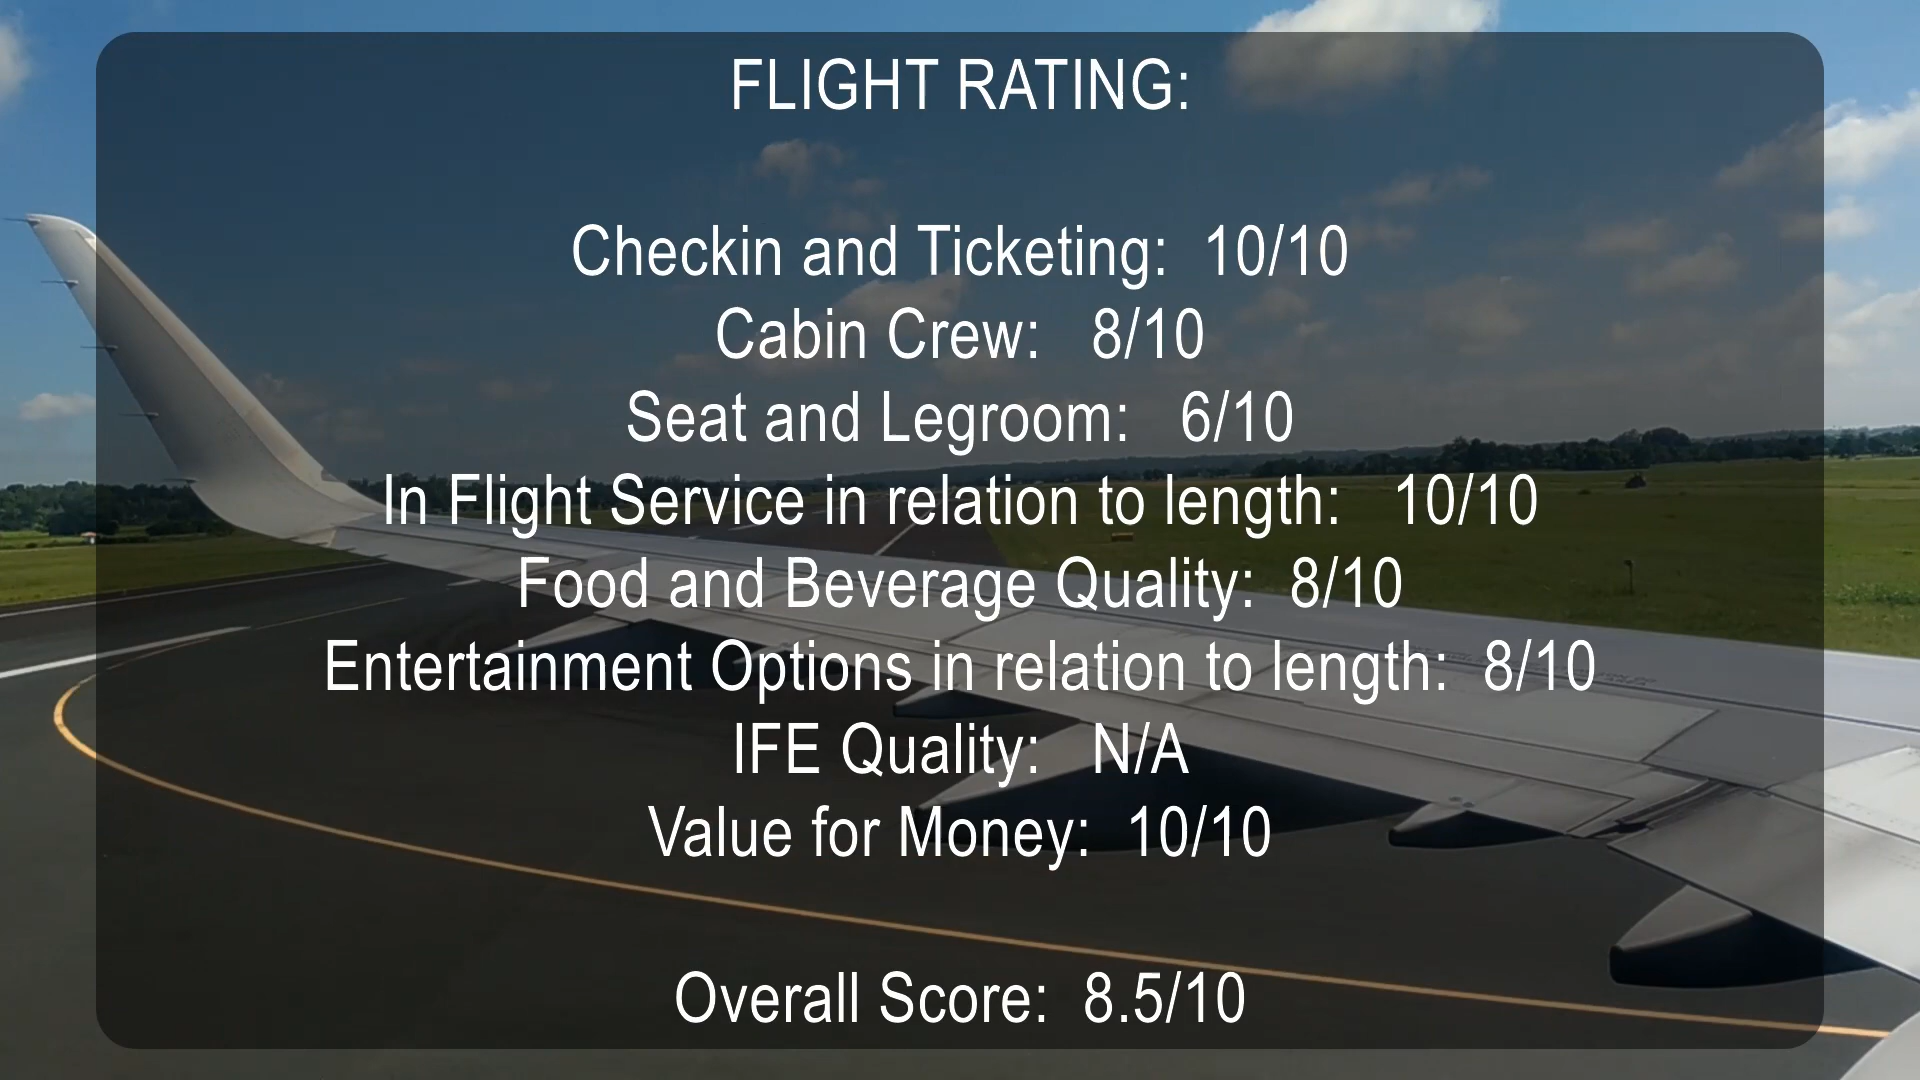 FLIGHT RATING:
Checkin and Ticketing: 10/10
Cabin Crew: 8/10
Seat and Legroom: 6/10
In Flight Service in relation to length: 10/10
Food and Beverage Quality: 8/10
Entertainment Options in relation to length: 8/10
IFE Quality: N/A
Value for Money: 10/10
Overall Score: 8.5/10